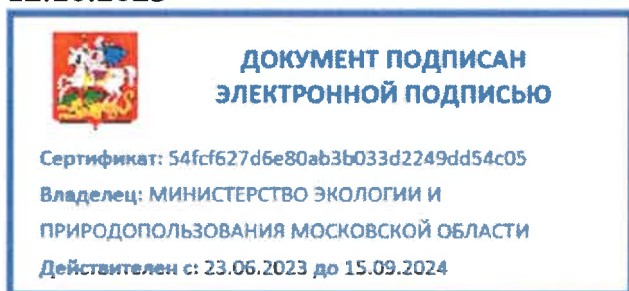 ДОКУМЕНТ ПОДПИСАН
ЭЛЕКТРОННОЙ ПОДПИСЬЮ
Сертификат: 54fcf627d6e80ab3b033d2249dd54c05
Владелец: МИНИСТЕРСТВО ЭКОЛОГИИ И
ПРИРОДОПОЛЬЗОВАНИЯ МОСКОВСКОЙ ОБЛАСТИ
Действителен с: 23.06.2023 до 15.09.2024